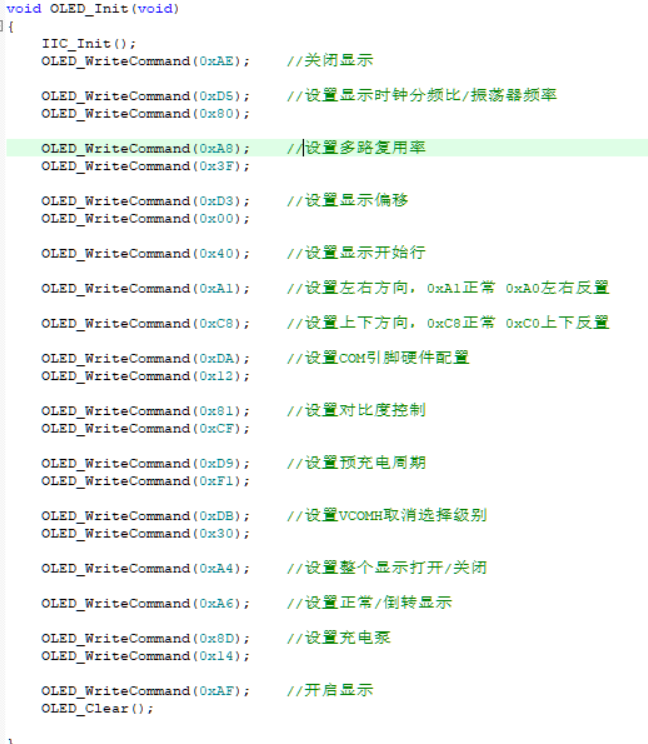 void OLED_Init(void)
{
IIC_Init();
OLED_WriteCommand(0xAE); //关闭显示
OLED_WriteCommand(0xD5); //设置显示时钟分频比/振荡器频率
OLED_WriteCommand(0x80);
OLED_WriteCommand(0xA8); //设置多路复用率
OLED_WriteCommand(0x3F);
OLED_WriteCommand(0xD3); //设置显示偏移
OLED_WriteCommand(0x00);
OLED_WriteCommand(0x40); //设置显示开始行
OLED_WriteCommand(0xA1); //设置左右方向，0xA1正常 0xA0左右反置
OLED_WriteCommand(0xC8); //设置上下方向，0xC8正常 0xC0上下反置
OLED_WriteCommand(0xDA); //设置COM引脚硬件配置
OLED_WriteCommand(0x12);
OLED_WriteCommand(0x81); //设置对比度控制
OLED_WriteCommand(0xCF);
OLED_WriteCommand(0xD9); //设置预充电周期
OLED_WriteCommand(0xF1);
OLED_WriteCommand(0xDB); //设置VCOMH取消选择级别
OLED_WriteCommand(0x30);
OLED_WriteCommand(0xA4); //设置整个显示打开/关闭
OLED_WriteCommand(0xA6); //设置正常/倒转显示
OLED_WriteCommand(0x8D); //设置充电泵
OLED_WriteCommand(0x14);
OLED_WriteCommand(0xAF); //开启显示
OLED_Clear();
}